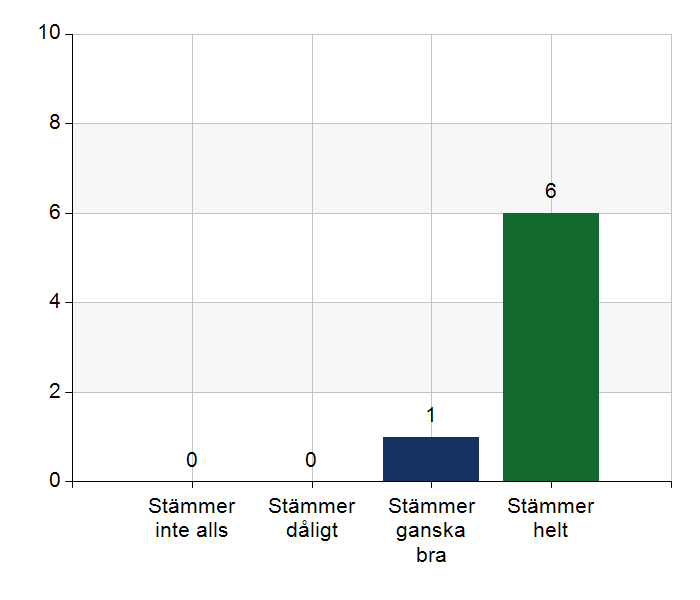 10
8
6
4
2
0
0
0
1
6
Stämmer
inte alls
Stämmer
dåligt
Stämmer
ganska
bra
Stämmer
helt